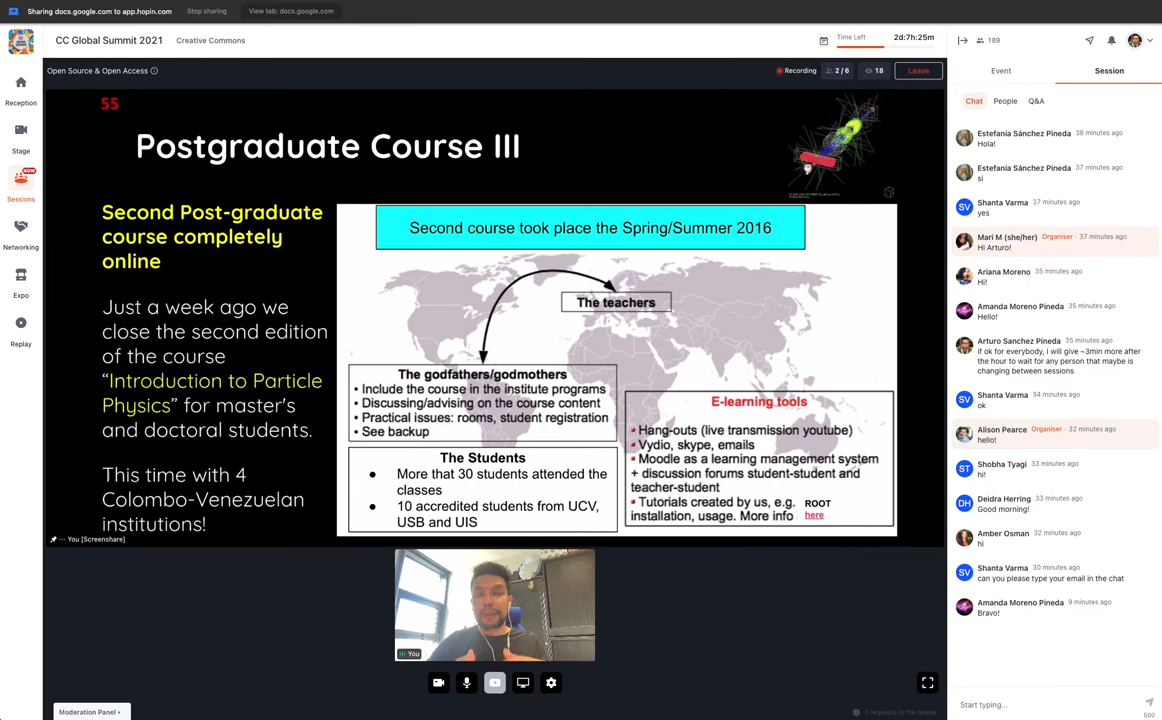 Sharing docs.google.com to app.hopin.com
Stop sharing
View tab: docs.google.com
CC Global Summit 2021
Creative Commons
Time Left
2d:7h:25m
189
Reception
Stage
NOW
Sessions
Networking
Expo
Replay
Open Source & Open Access
Recording
2 / 6
18
Leave
55
Postgraduate Course III
Second Post-graduate
course completely
online
Just a week ago we
close the second edition
of the course
“Introduction to Particle
Physics” for master's
and doctoral students.
This time with 4
Colombo-Venezuelan
institutions!
Second course took place the Spring/Summer 2016
The teachers
The godfathers/godmothers
• Include the course in the institute programs
• Discussing/advising on the course content
• Practical issues: rooms, student registration
• See backup
The Students
● More that 30 students attended the
classes
● 10 accredited students from UCV,
USB and UIS
E-learning tools
Hang-outs (live transmission youtube)
Vydio, skype, emails
Moodle as a learning management system
+ discussion forums student-student and
teacher-student
Tutorials created by us, e.g. ROOT
installation, usage. More info here
··· You [Screenshare]
You
Moderation Panel •
0 requests in the queue
Event
Session
Chat
People
Q&A
Estefanía Sánchez Pineda 38 minutes ago
Hola!
Estefanía Sánchez Pineda 37 minutes ago
si
SV
Shanta Varma 37 minutes ago
yes
Mari M (she/her) Organiser · 37 minutes ago
Hi Arturo!
Ariana Moreno 35 minutes ago
Hi!
Amanda Moreno Pineda 35 minutes ago
Hello!
Arturo Sanchez Pineda 35 minutes ago
if ok for everybody, I will give ~3min more after
the hour to wait for any person that maybe is
changing between sessions
SV
Shanta Varma 34 minutes ago
ok
Alison Pearce Organiser · 32 minutes ago
hello!
ST
Shobha Tyagi 33 minutes ago
hi!
DH
Deidra Herring 33 minutes ago
Good morning!
Amber Osman 32 minutes ago
hi
SV
Shanta Varma 30 minutes ago
can you please type your email in the chat
Amanda Moreno Pineda 9 minutes ago
Bravo!
Start typing...
500